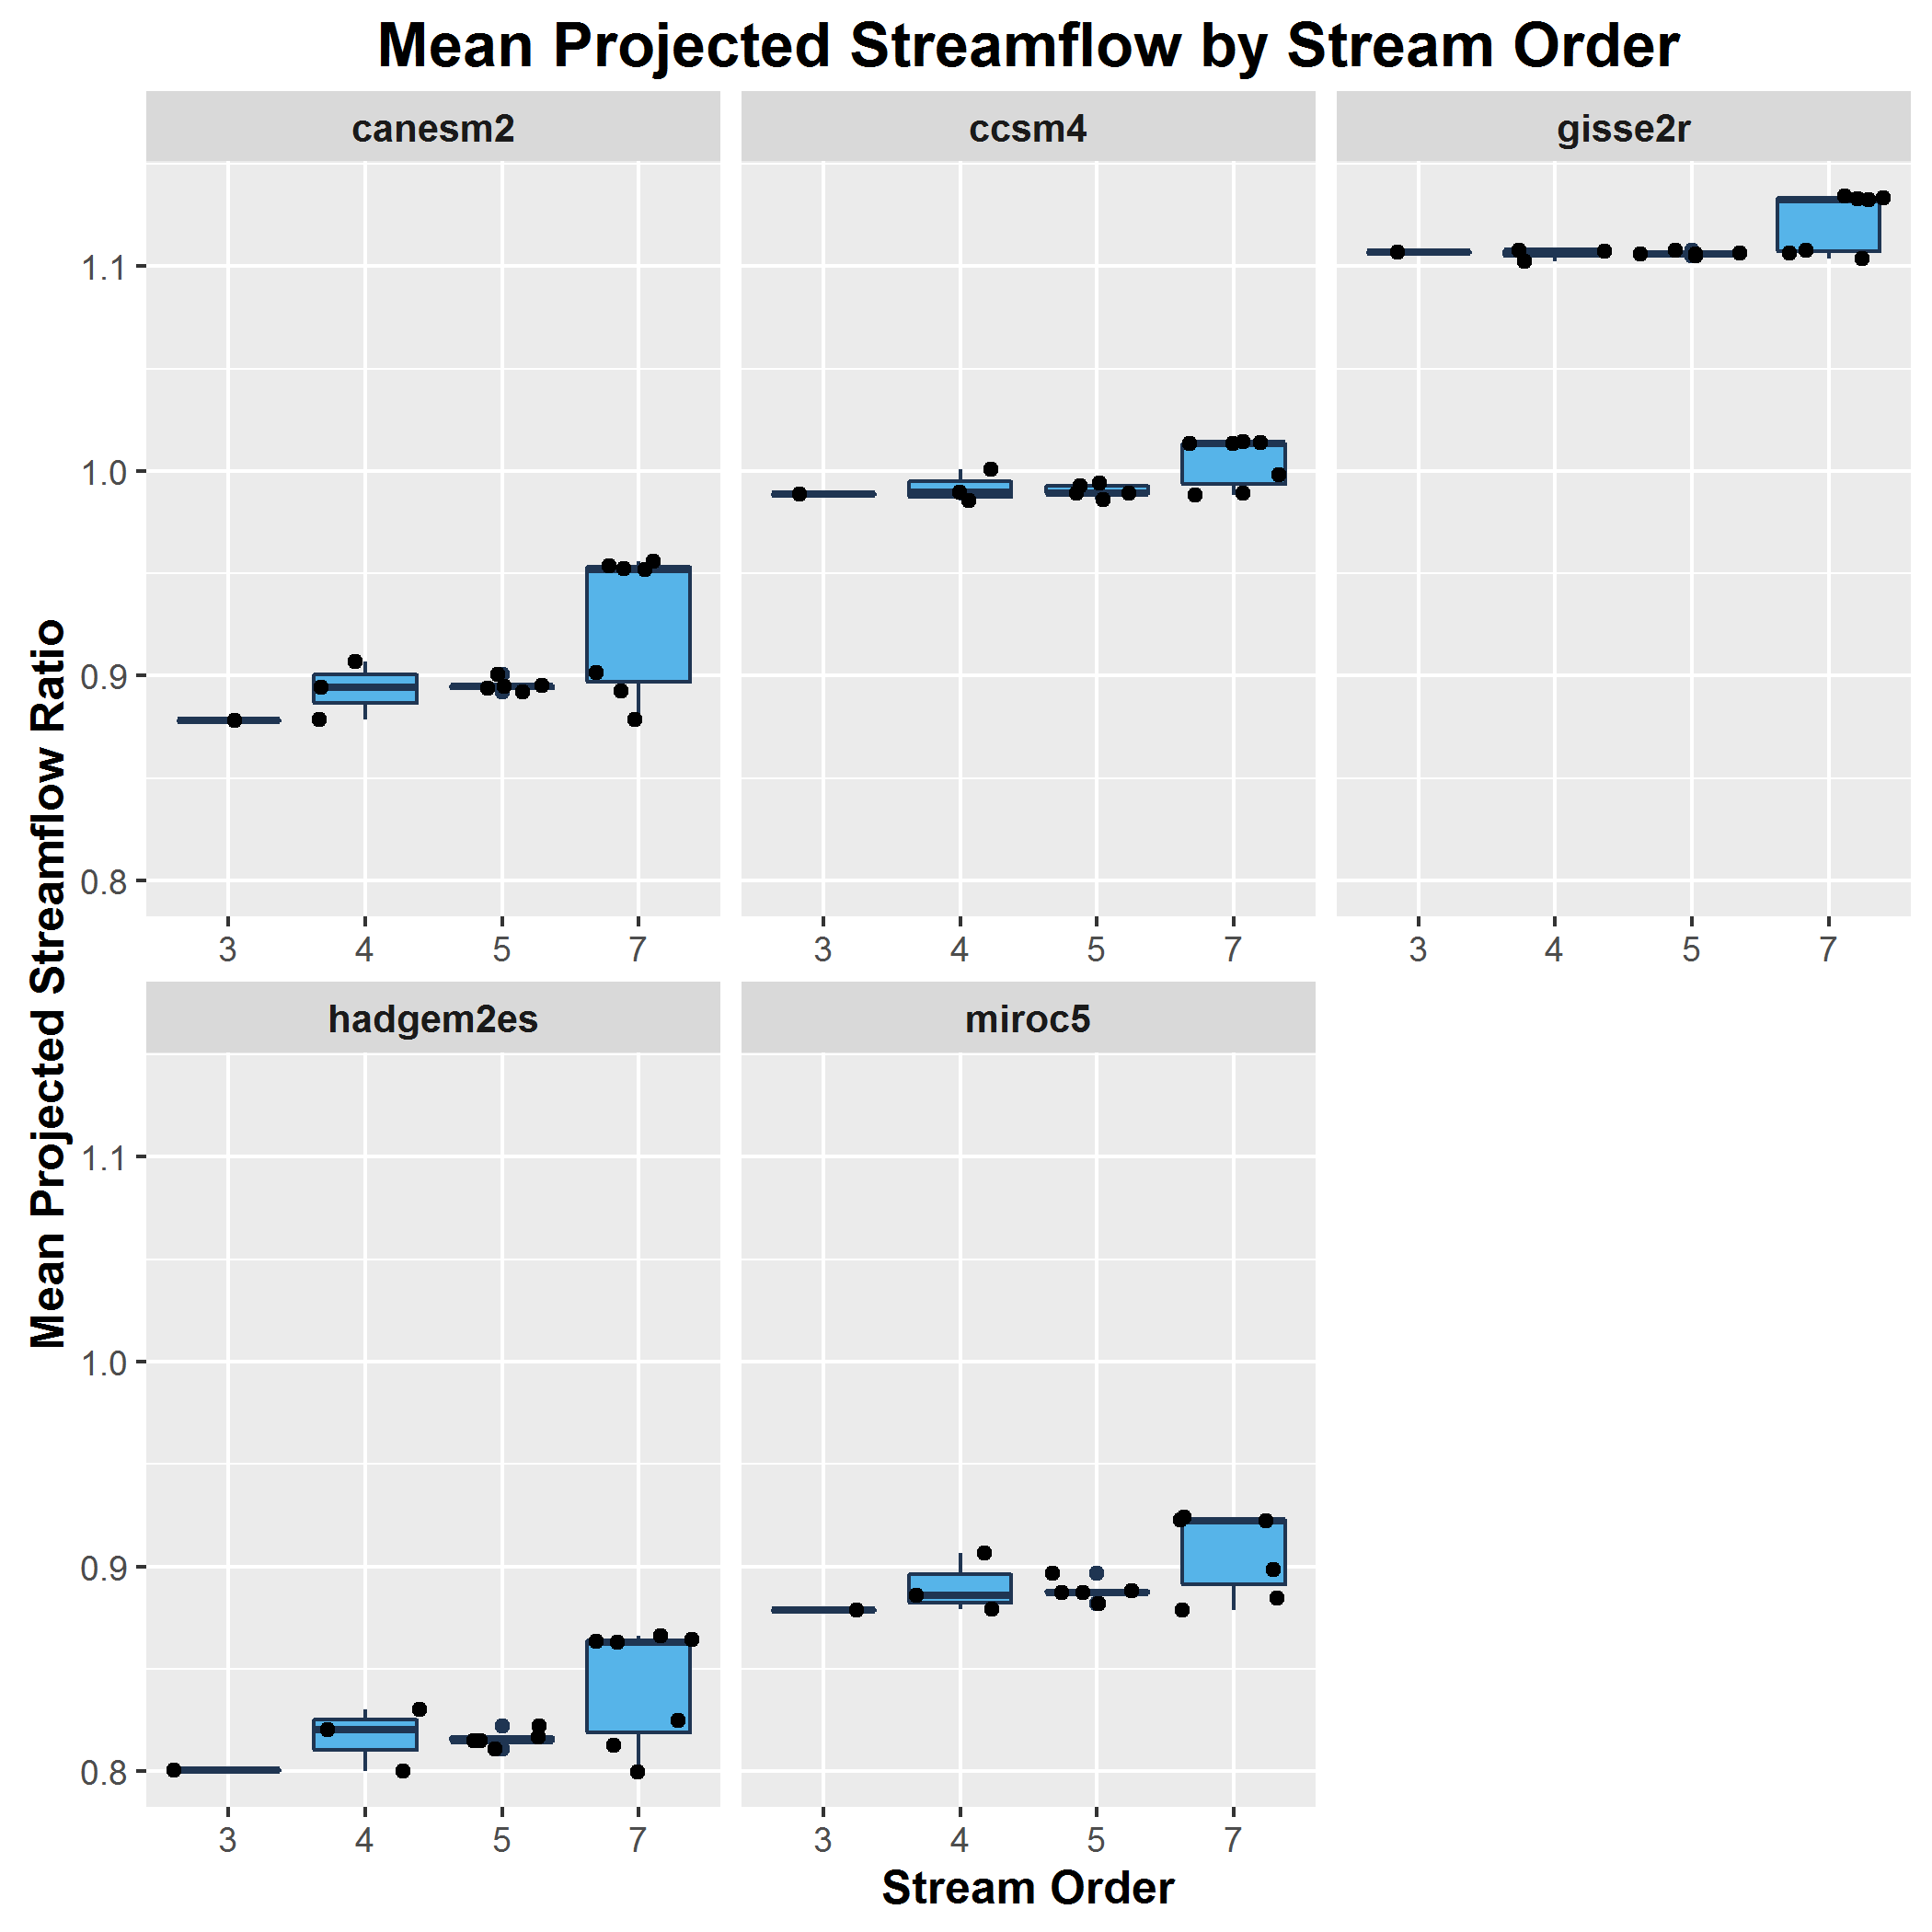 Mean Projected Streamflow by Stream Order
canesm2 ccsm4 gisse2r
1.1
1.0
0.9
0.8
3 4 5 7 3 4 5 7 3 4 5 7
Mean Projected Streamflow Ratio
hadgem2es miroc5
1.1
1.0
0.9
0.8
3 4 5 7 3 4 5 7
Stream Order